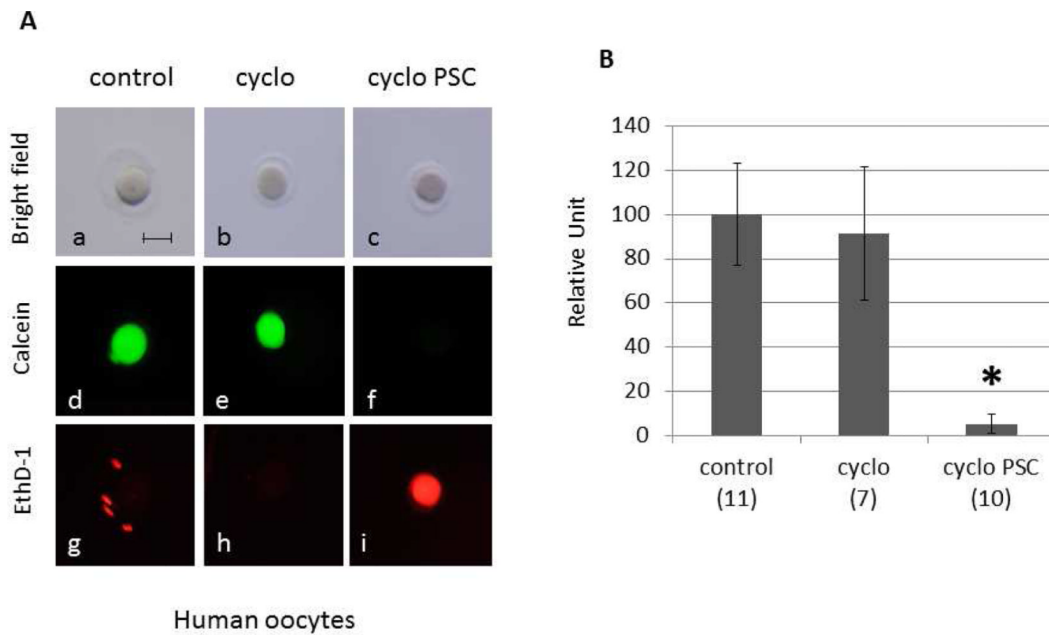 A
control cyclo cyclo PSC
Bright field
a b c
Calcein
d e f
EthD-1
g h i
Human oocytes
B
Relative Unit
140
120
100
80
60
40
20
0
*
control cyclo cyclo PSC
(11) (7) (10)